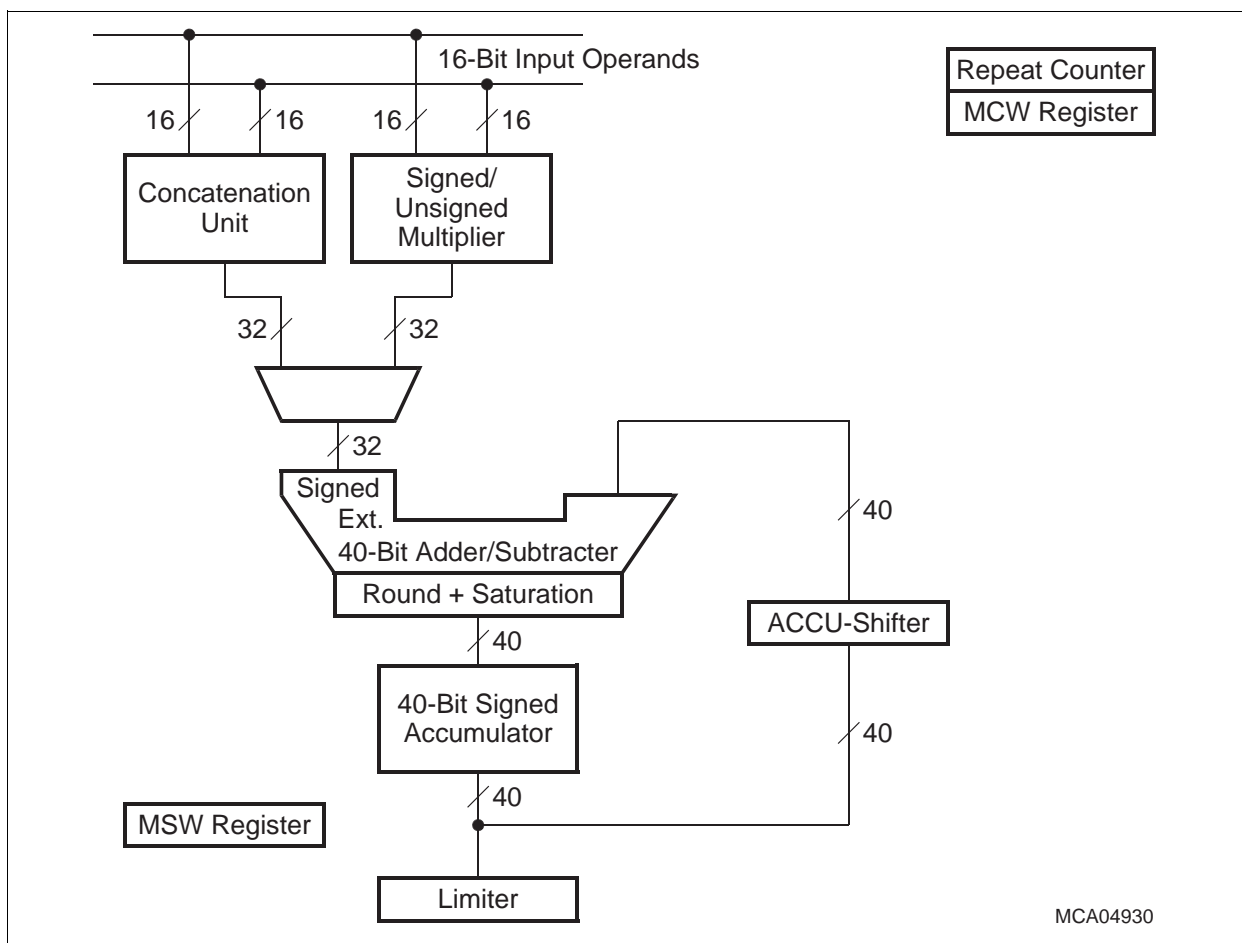 16-Bit Input Operands
Repeat Counter
MCW Register
16
16
16
16
Concatenation
Unit
Signed/
Unsigned
Multiplier
32
32
32
Signed
Ext.
40-Bit Adder/Subtracter
Round + Saturation
40
ACCU-Shifter
40
40-Bit Signed
Accumulator
40
40
MSW Register
Limiter
MCA04930